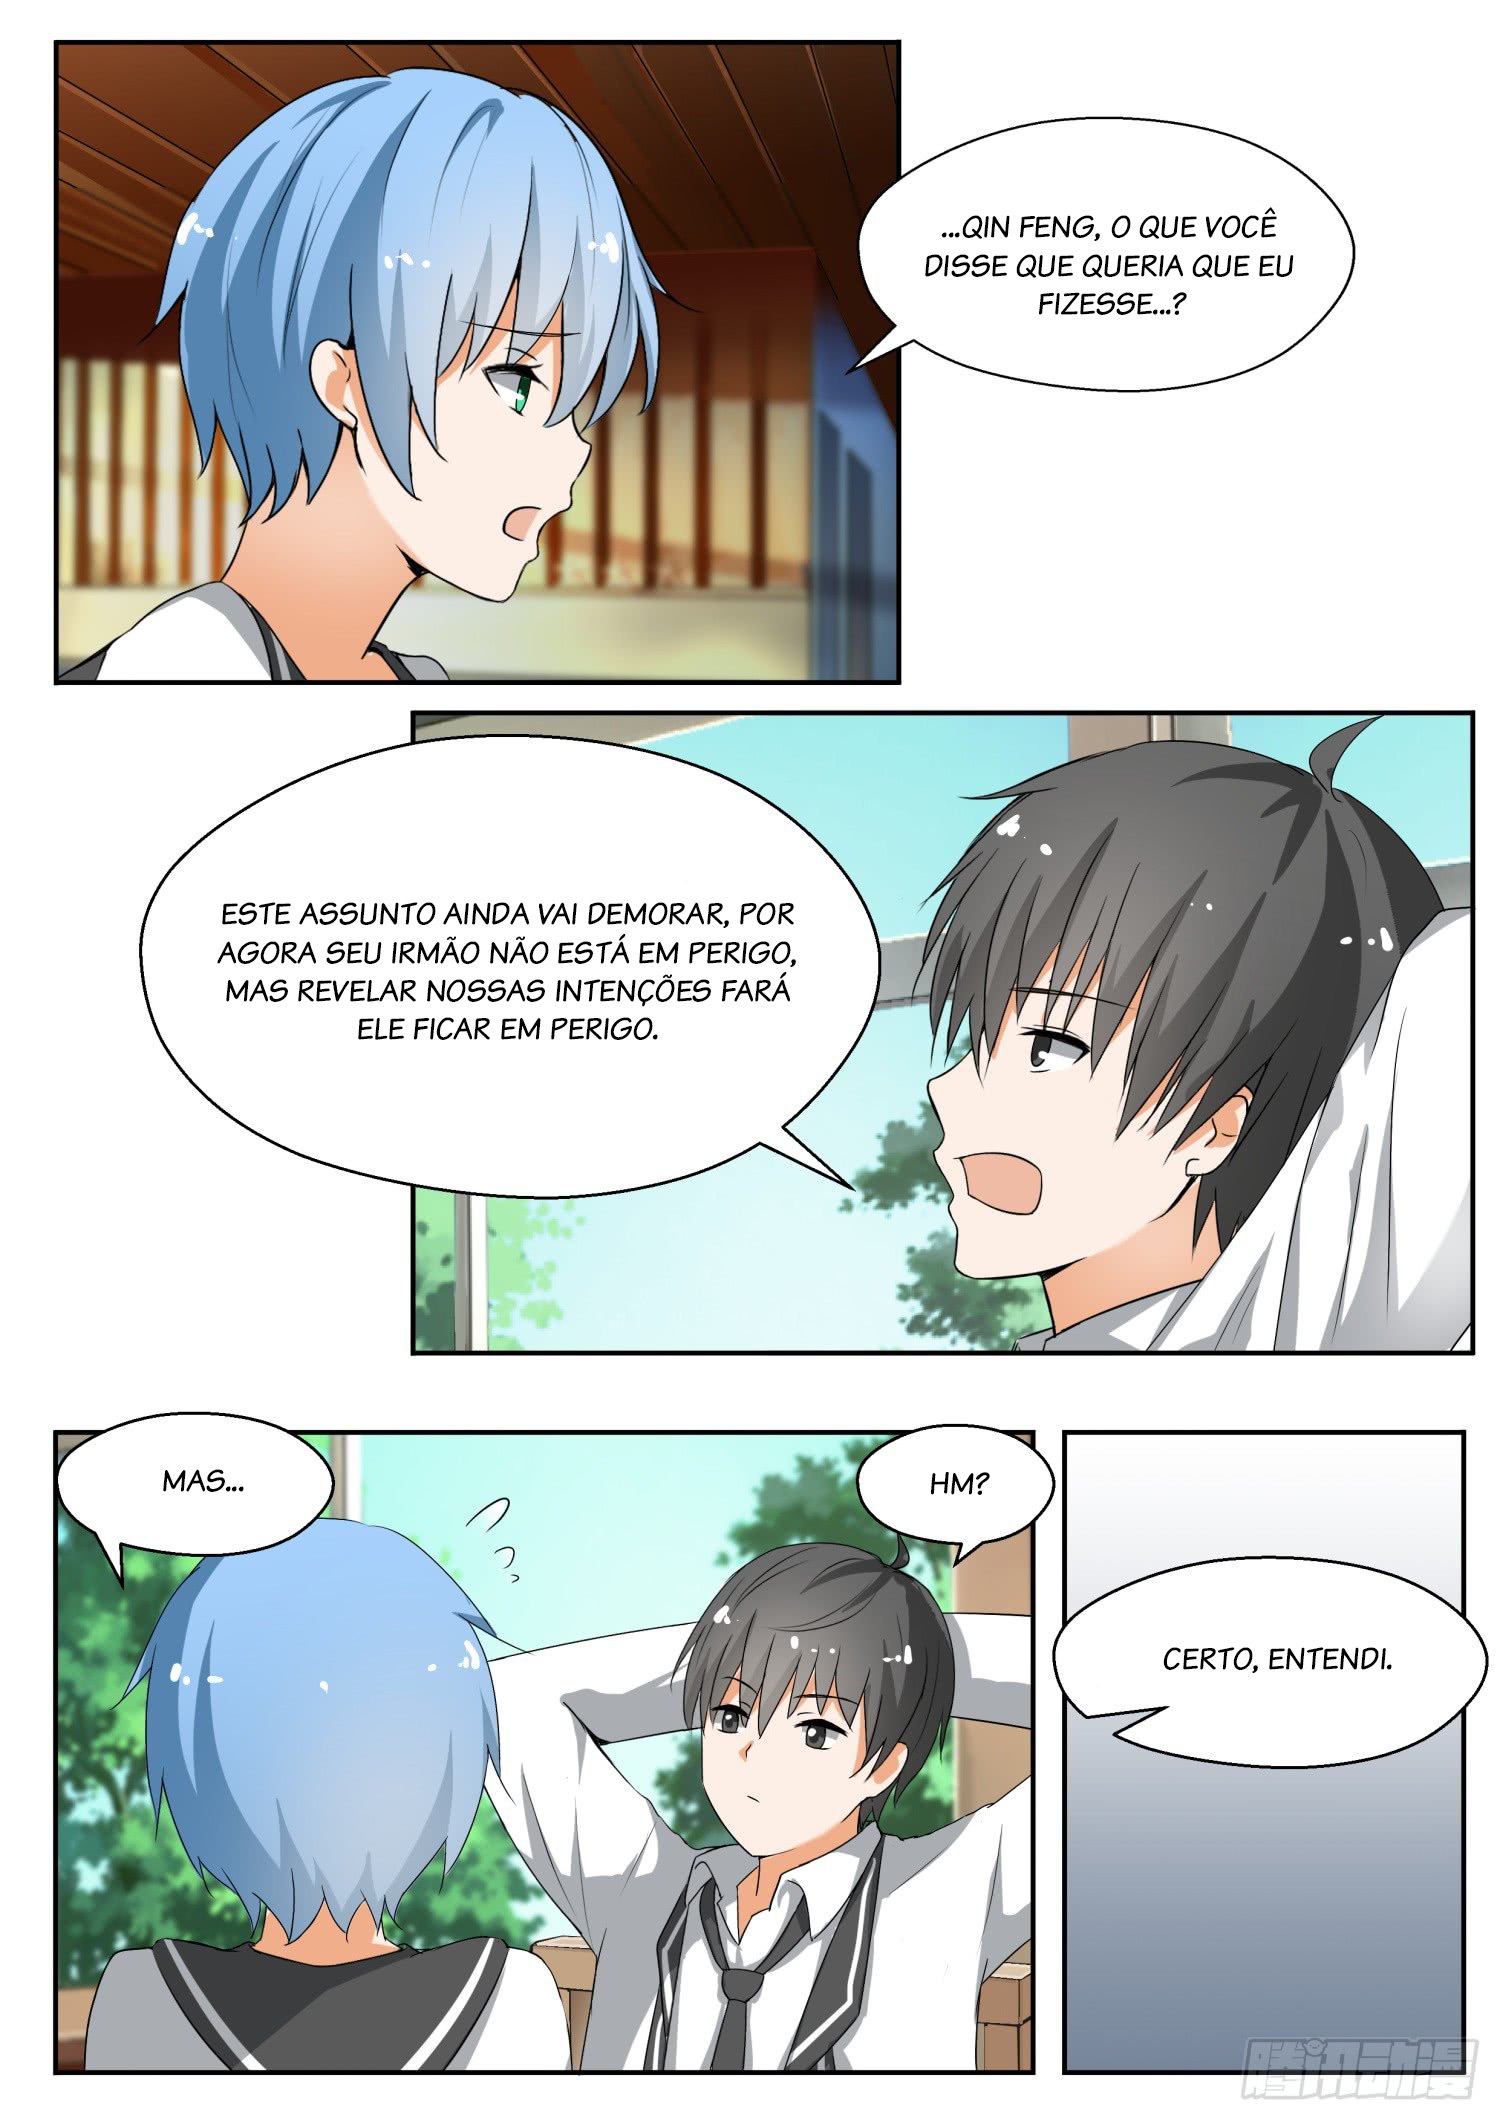 ...QIN FENG, O QUE VOCÊ
DISSE QUE QUERIA QUE EU
FIZESSE...?
ESTE ASSUNTO AINDA VAI DEMORAR, POR
AGORA SEU IRMÃO NÃO ESTÁ EM PERIGO,
MAS REVELAR NOSSAS INTENÇÕES FARÁ
ELE FICAR EM PERIGO.
MAS...
HM?
CERTO, ENTENDI.
腾讯动漫